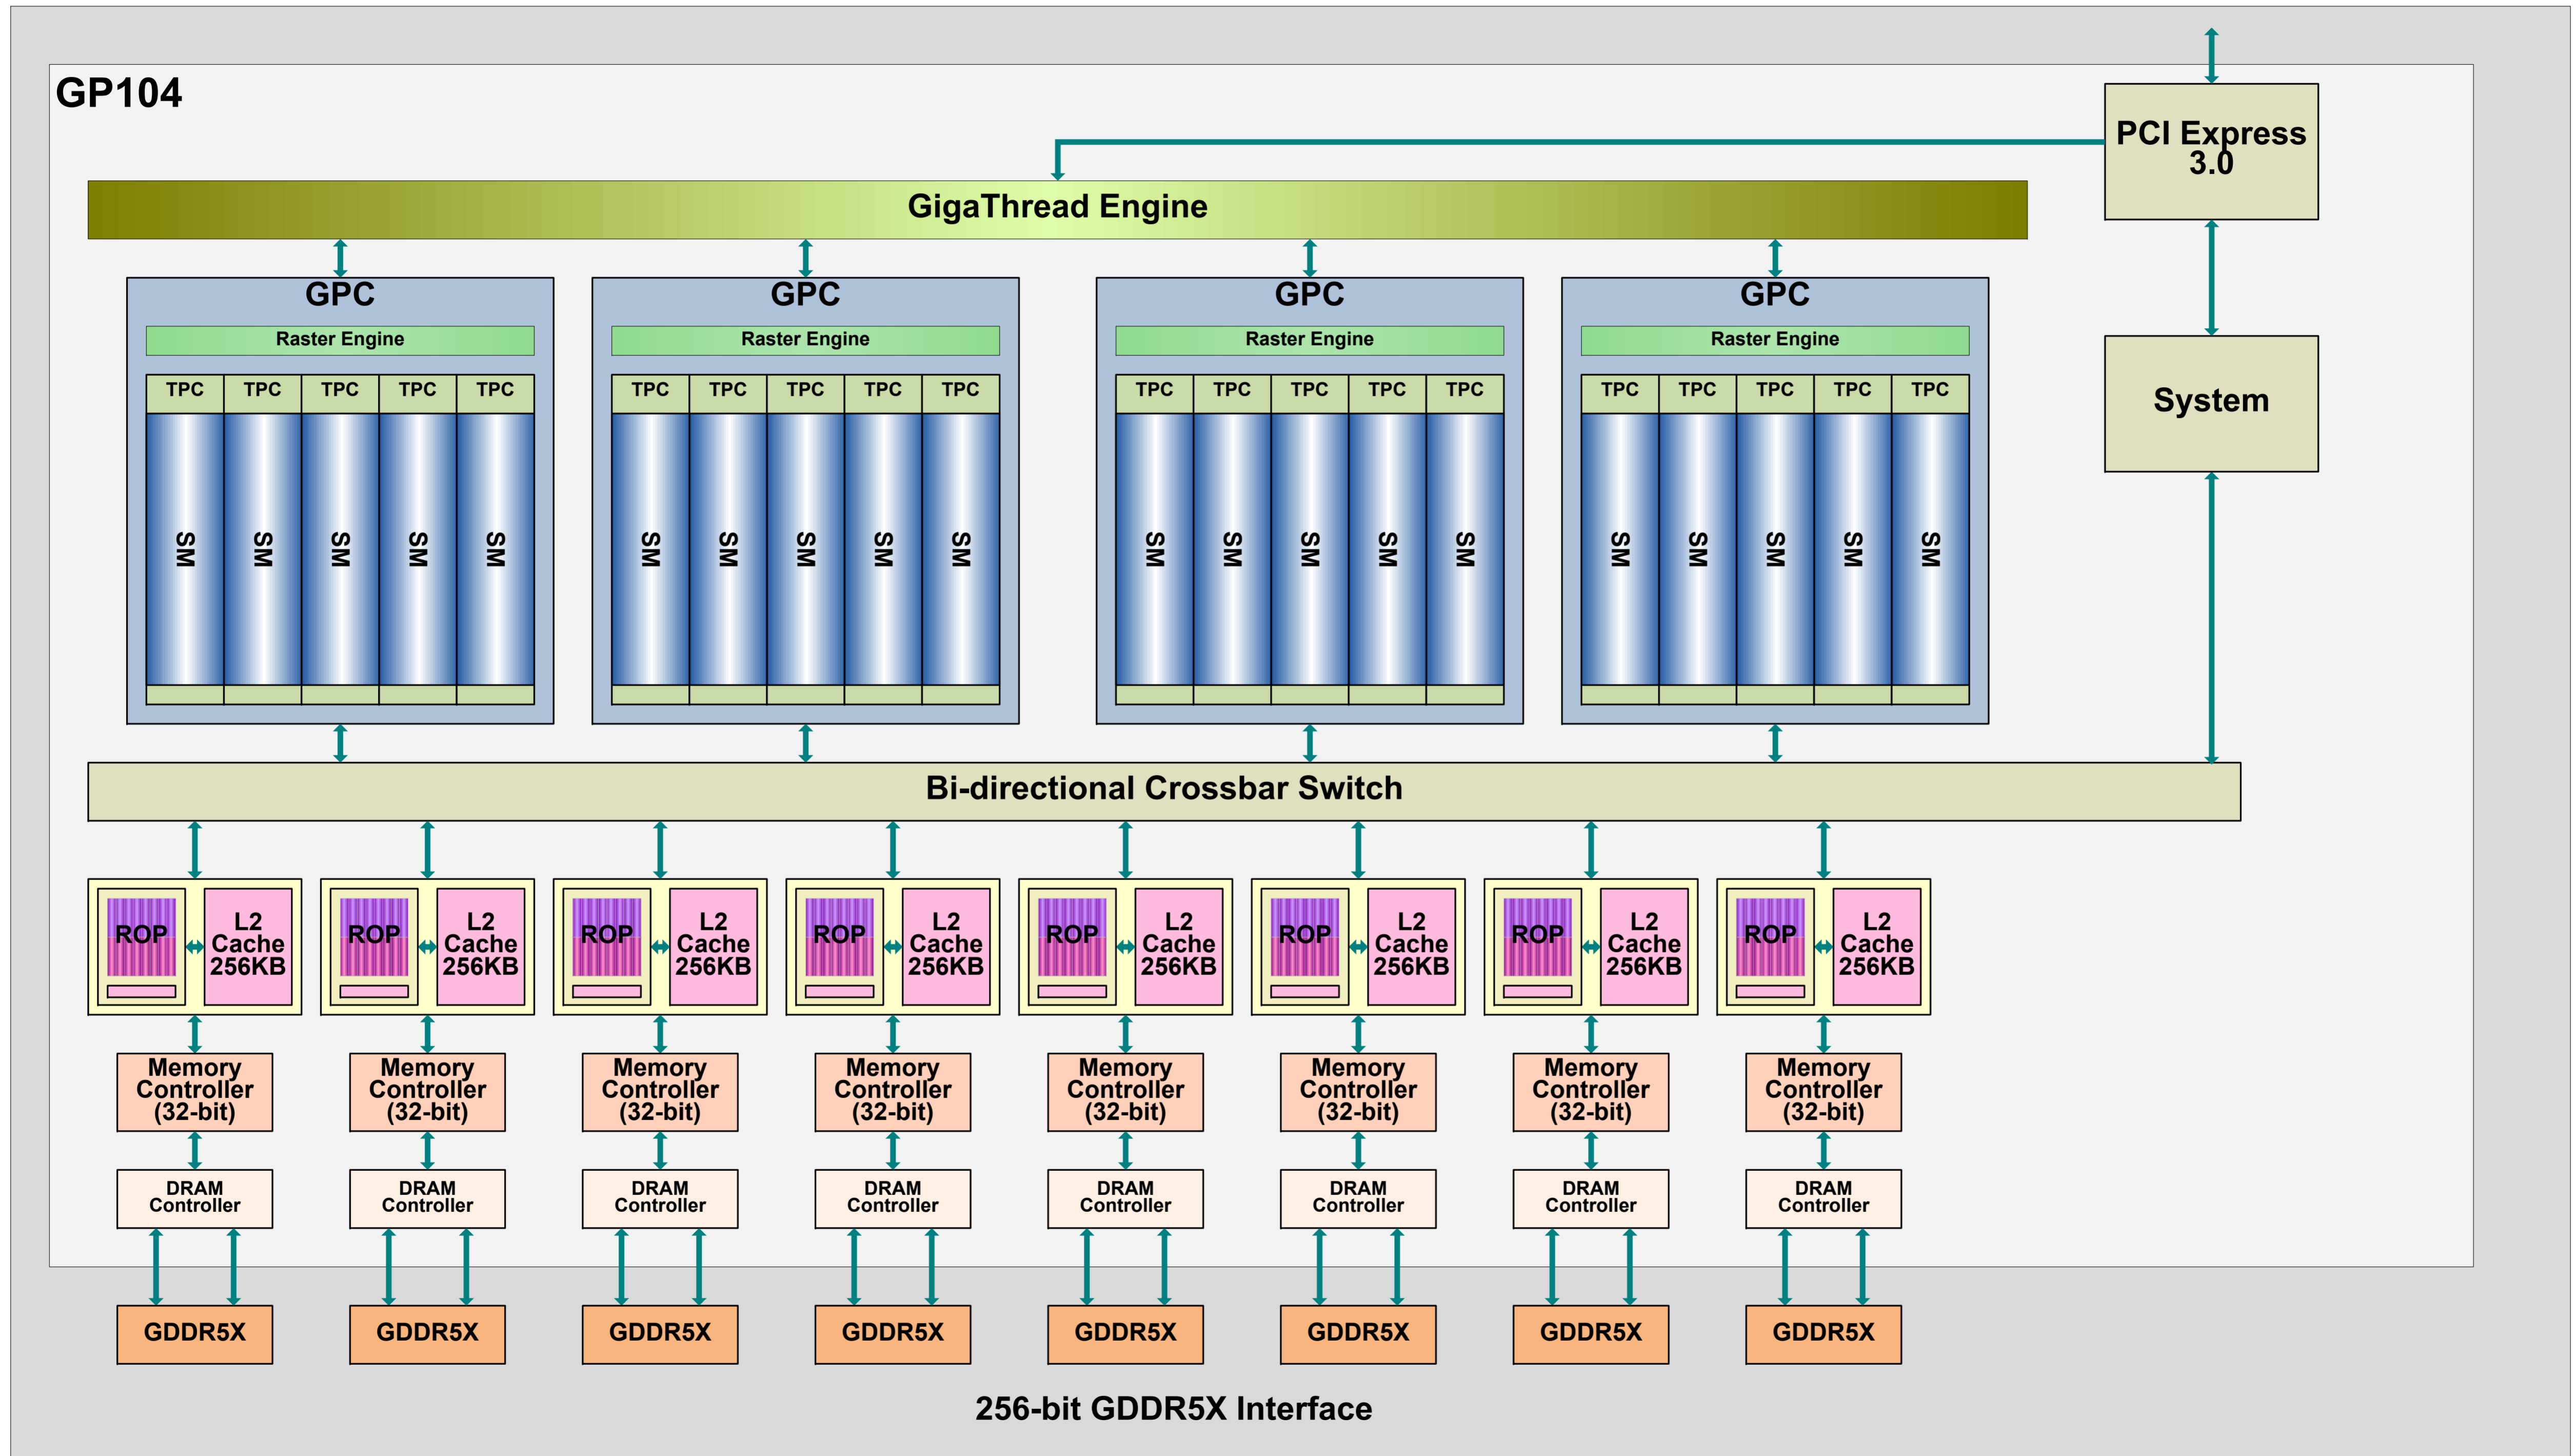 GP104
PCI Express
3.0
GigaThread Engine
GPC
GPC
GPC
GPC
Raster Engine
Raster Engine
Raster Engine
Raster Engine
TPC TPC TPC TPC TPC
TPC TPC TPC TPC TPC
TPC TPC TPC TPC TPC
TPC TPC TPC TPC TPC
System
SM SM SM SM SM
SM SM SM SM SM
SM SM SM SM SM
SM SM SM SM SM
Bi-directional Crossbar Switch
ROP
L2
Cache
256KB
ROP
L2
Cache
256KB
ROP
L2
Cache
256KB
ROP
L2
Cache
256KB
ROP
L2
Cache
256KB
ROP
L2
Cache
256KB
ROP
L2
Cache
256KB
ROP
L2
Cache
256KB
Memory
Controller
(32-bit)
Memory
Controller
(32-bit)
Memory
Controller
(32-bit)
Memory
Controller
(32-bit)
Memory
Controller
(32-bit)
Memory
Controller
(32-bit)
Memory
Controller
(32-bit)
Memory
Controller
(32-bit)
DRAM
Controller
DRAM
Controller
DRAM
Controller
DRAM
Controller
DRAM
Controller
DRAM
Controller
DRAM
Controller
DRAM
Controller
GDDR5X
GDDR5X
GDDR5X
GDDR5X
GDDR5X
GDDR5X
GDDR5X
GDDR5X
256-bit GDDR5X Interface